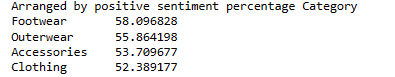 Arranged by positive sentiment percentage Category
Footwear       58.096828
Outerwear      55.864198
Accessories    53.709677
Clothing       52.389177